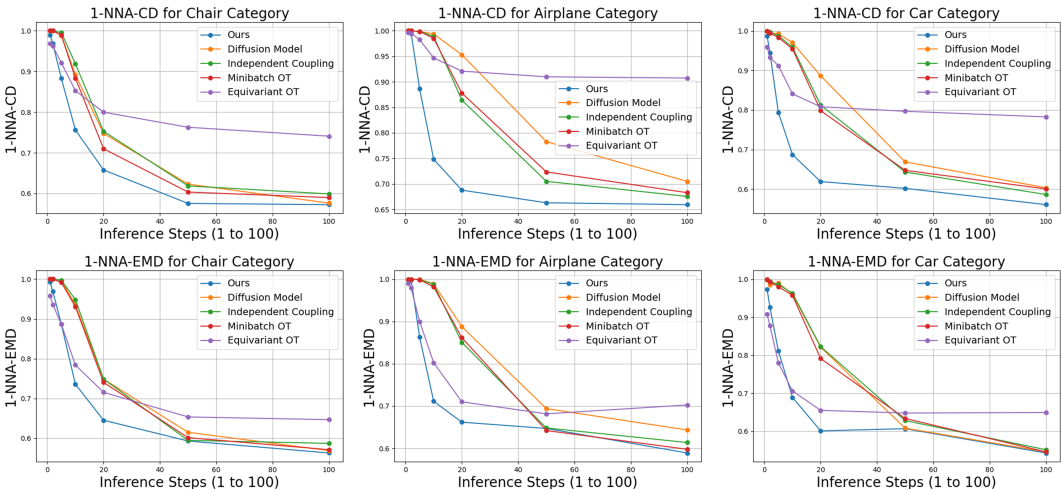 1-NNA-CD for Chair Category
1-NNA-CD
1.0
0.9
0.8
0.7
0.6
Ours
Diffusion Model
Independent Coupling
Minibatch OT
Equivariant OT
0 20 40 60 80 100
Inference Steps (1 to 100)
1-NNA-CD for Airplane Category
1-NNA-CD
1.00
0.95
0.90
0.85
0.80
0.75
0.70
0.65
Ours
Diffusion Model
Independent Coupling
Minibatch OT
Equivariant OT
0 20 40 60 80 100
Inference Steps (1 to 100)
1-NNA-CD for Car Category
1-NNA-CD
1.0
0.9
0.8
0.7
0.6
Ours
Diffusion Model
Independent Coupling
Minibatch OT
Equivariant OT
0 20 40 60 80 100
Inference Steps (1 to 100)
1-NNA-EMD for Chair Category
1-NNA-EMD
1.0
0.9
0.8
0.7
0.6
Ours
Diffusion Model
Independent Coupling
Minibatch OT
Equivariant OT
0 20 40 60 80 100
Inference Steps (1 to 100)
1-NNA-EMD for Airplane Category
1-NNA-EMD
1.0
0.9
0.8
0.7
0.6
Ours
Diffusion Model
Independent Coupling
Minibatch OT
Equivariant OT
0 20 40 60 80 100
Inference Steps (1 to 100)
1-NNA-EMD for Car Category
1-NNA-EMD
1.0
0.9
0.8
0.7
0.6
Ours
Diffusion Model
Independent Coupling
Minibatch OT
Equivariant OT
0 20 40 60 80 100
Inference Steps (1 to 100)